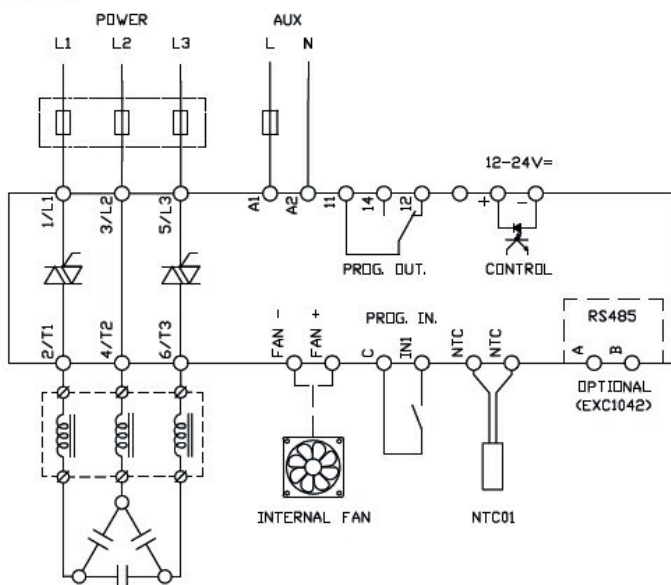 POWER AUX
L1 L2 L3 L N
12-24V=
1/L1 3/L2 5/L3 A1 A2 11 14 12 + -
PROG. OUT. CONTROL
2/T1 4/T2 6/T3 FAN - FAN + C IN1 NTC NTC A B
PROG. IN.
RS485
OPTIONAL
(EXC1042)
INTERNAL FAN
NTC01